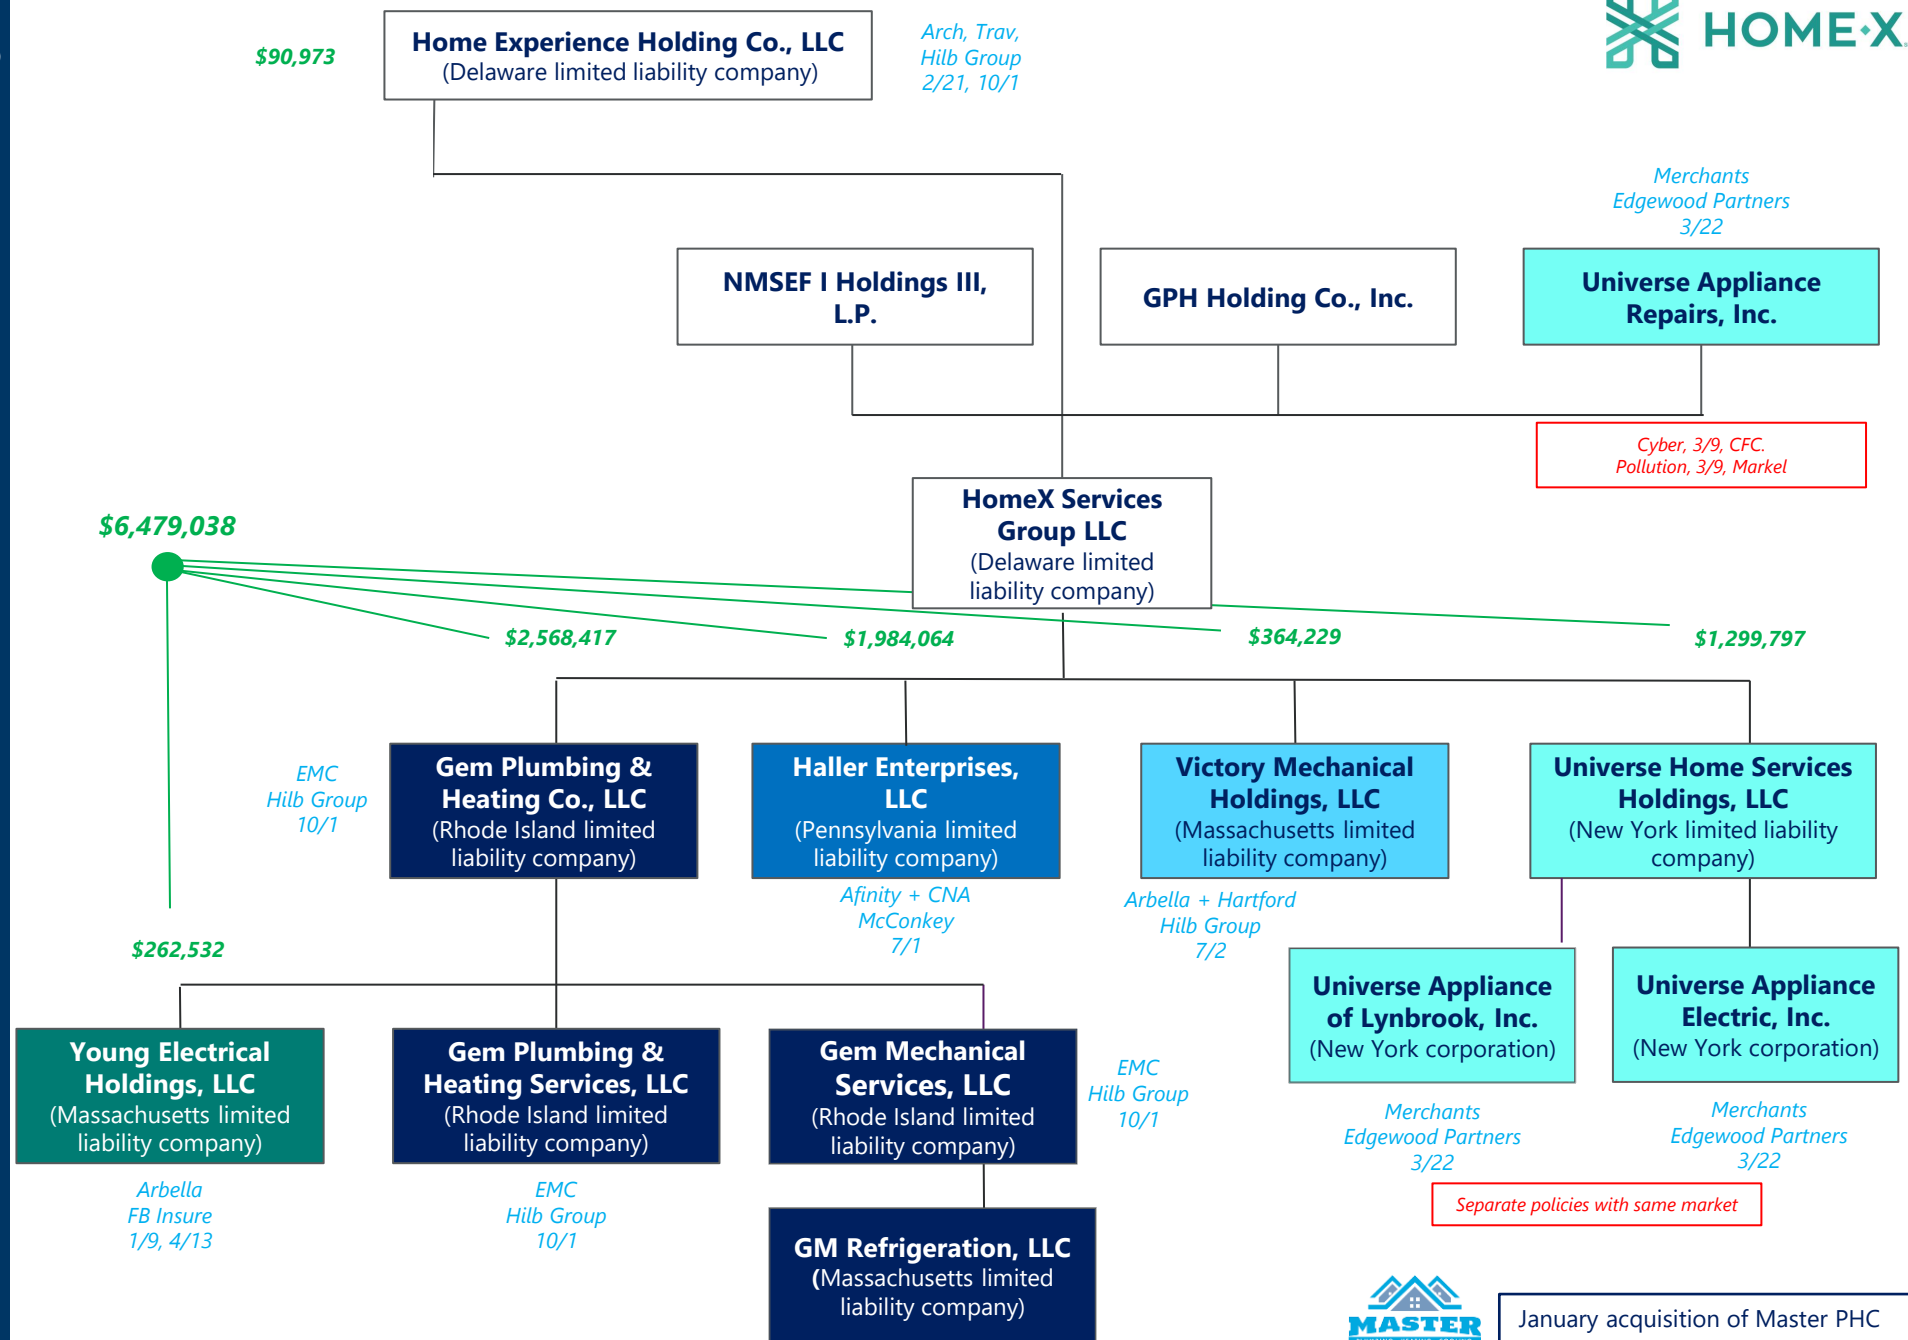 Home Experience Holding Co., LLC
(Delaware limited liability company)
$90,973
Arch, Trav,
Hilb Group
2/21, 10/1
HOME•X
Merchants
Edgewood Partners
3/22
NMSEF I Holdings III,
L.P.
GPH Holding Co., Inc.
Universe Appliance
Repairs, Inc.
Cyber, 3/9, CFC.
Pollution, 3/9, Markel
HomeX Services
Group LLC
(Delaware limited
liability company)
$6,479,038
$2,568,417
$1,984,064
$364,229
$1,299,797
EMC
Hilb Group
10/1
Gem Plumbing &
Heating Co., LLC
(Rhode Island limited
liability company)
Haller Enterprises,
LLC
(Pennsylvania limited
liability company)
Afinity + CNA
McConkey
7/1
Victory Mechanical
Holdings, LLC
(Massachusetts limited
liability company)
Arbella + Hartford
Hilb Group
7/2
Universe Home Services
Holdings, LLC
(New York limited liability
company)
$262,532
Young Electrical
Holdings, LLC
(Massachusetts limited
liability company)
Arbella
FB Insure
1/9, 4/13
Gem Plumbing &
Heating Services, LLC
(Rhode Island limited
liability company)
EMC
Hilb Group
10/1
Gem Mechanical
Services, LLC
(Rhode Island limited
liability company)
EMC
Hilb Group
10/1
Universe Appliance
of Lynbrook, Inc.
(New York corporation)
Merchants
Edgewood Partners
3/22
Universe Appliance
Electric, Inc.
(New York corporation)
Merchants
Edgewood Partners
3/22
Separate policies with same market
GM Refrigeration, LLC
(Massachusetts limited
liability company)
MASTER
January acquisition of Master PHC